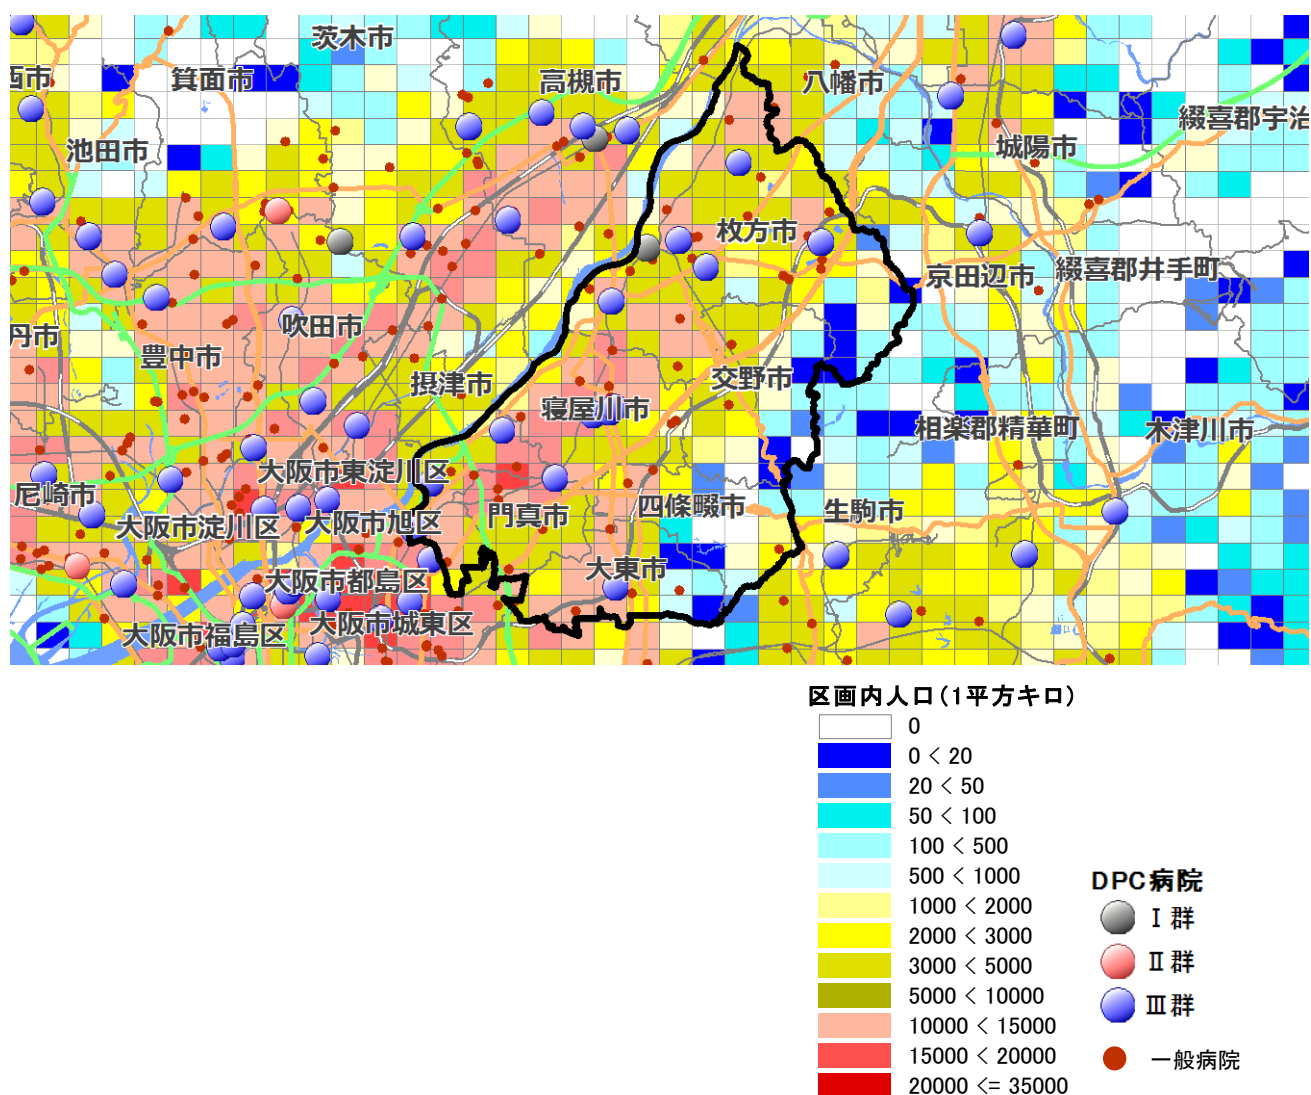 茨木市
西市
箕面市
高槻市
八幡市
綴喜郡宇治
池田市
城陽市
枚方市
京田辺市
綴喜郡井手町
丹市
吹田市
豊中市
摂津市
交野市
寝屋川市
相楽郡精華町
木津川市
大阪市東淀川区
尼崎市
四條畷市
生駒市
大阪市淀川区
大阪市旭区
門真市
大阪市都島区
大東市
大阪市福島区
大阪市城東区
区画内人口(1平方キロ)
0
0 < 20
20 < 50
50 < 100
100 < 500
500 < 1000
1000 < 2000
2000 < 3000
3000 < 5000
5000 < 10000
10000 < 15000
15000 < 20000
20000 <= 35000
DPC病院
Ⅰ群
Ⅱ群
Ⅲ群
一般病院